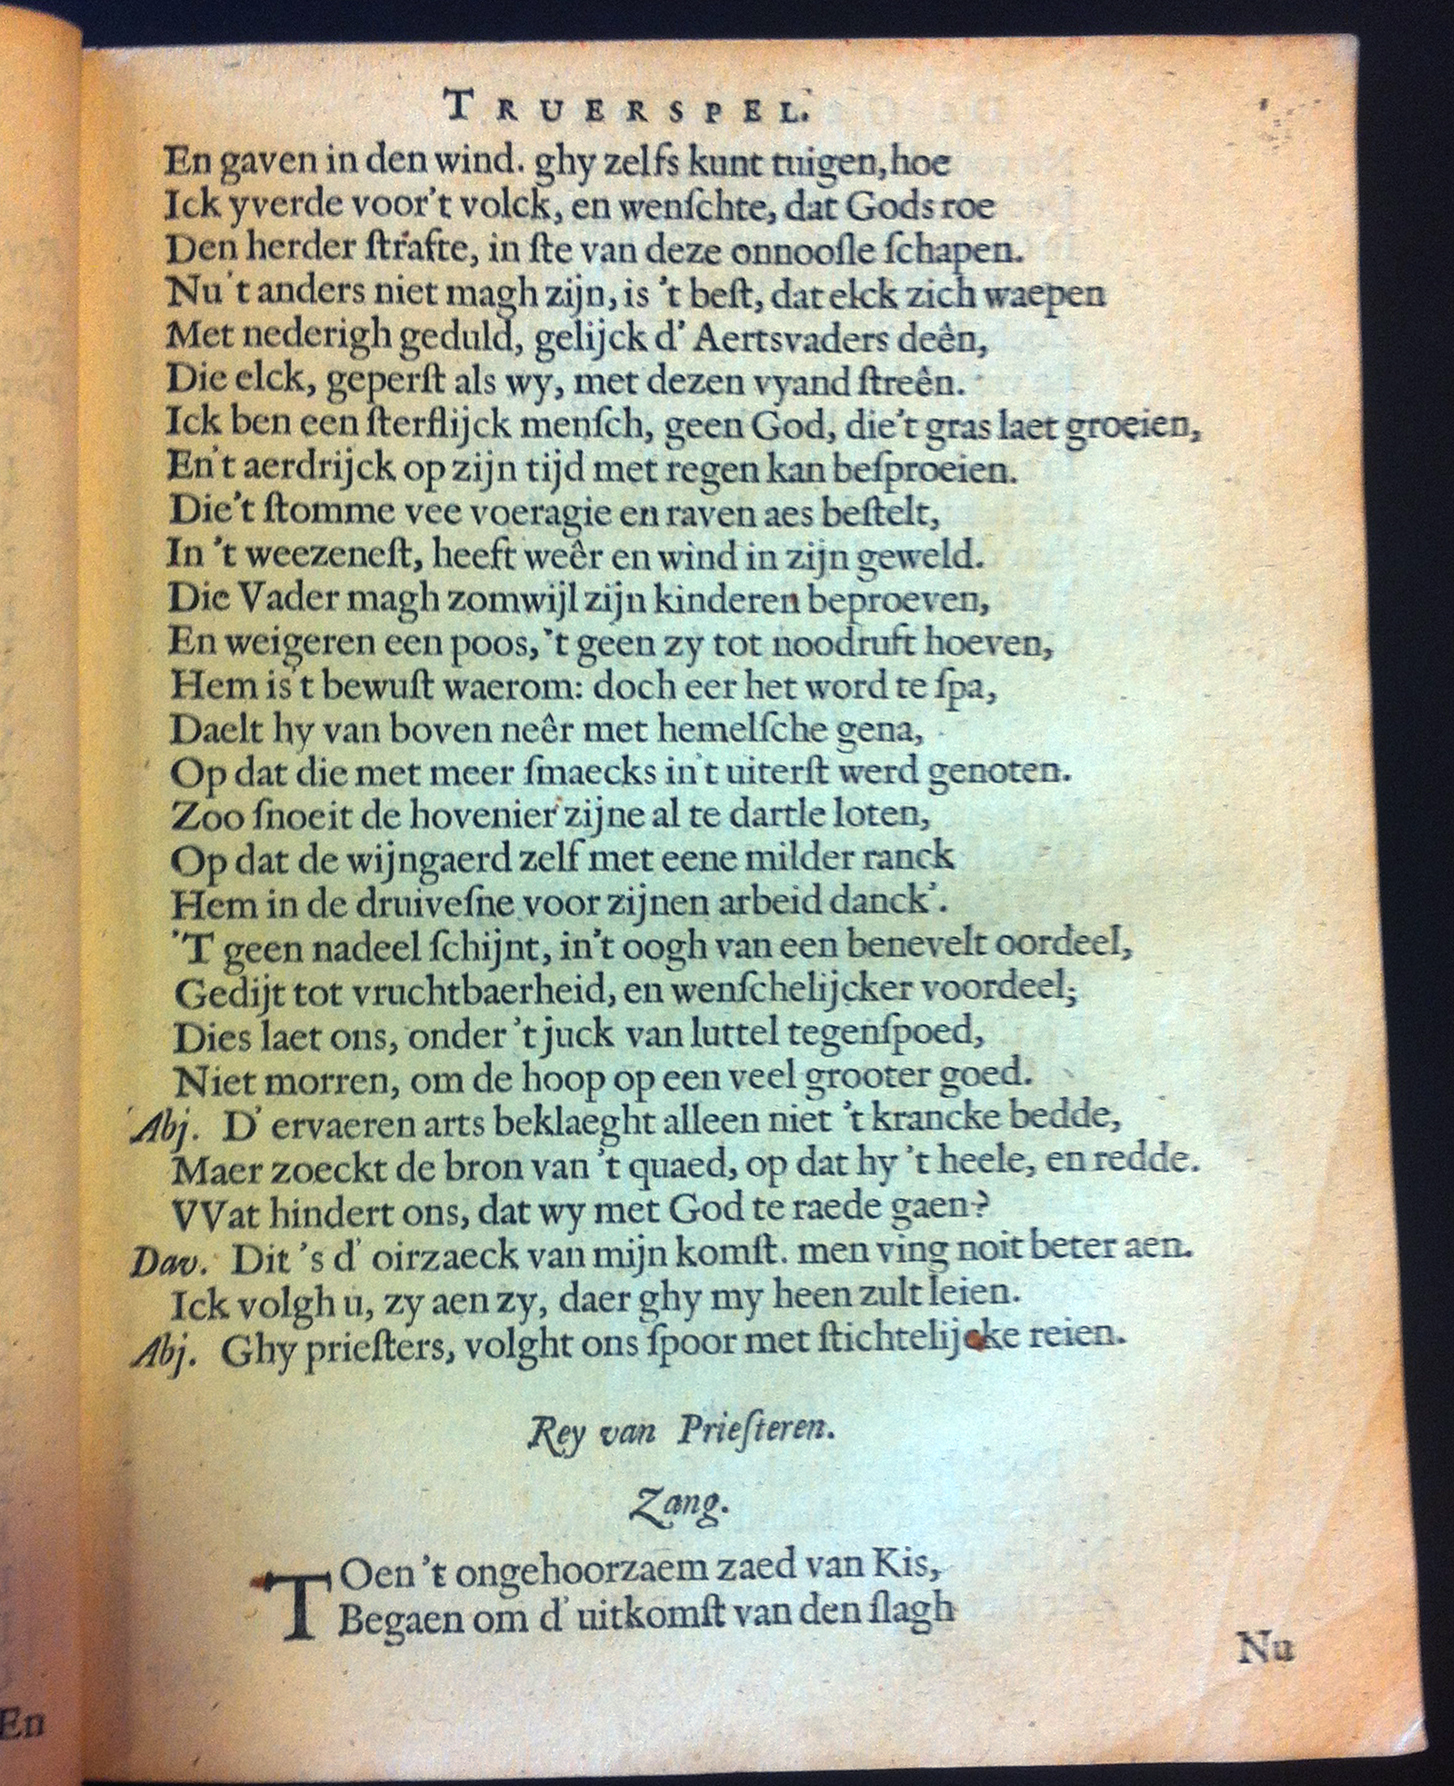 TRUERSPEL.
En gaven in den wind. ghy zelfs kunt tuigen, hoe
Ick yverde voor't volck, en wenſchte, dat Gods roe
Den herder ſtrafte, in ſte van deze onnooſle ſchapen.
Nu 't anders niet magh zijn, is 't beſt, dat elck zich waepen
Met nederigh geduld, gelijck d' Aertsvaders deên,
Die elck, geperſt als wy, met dezen vyand ſtreên.
Ick ben een ſterflijck menſch, geen God, die't gras laet groeien,
En't aerdrijck op zijn tijd met regen kan beſproeien.
Die't ſtomme vee voeragie en raven aes beſtelt,
In 't weezeneſt, heeft weêr en wind in zijn geweld.
Die Vader magh zomwijl zijn kinderen beproeven,
En weigeren een poos, 't geen zy tot noodruft hoeven,
Hem is't bewuſt waerom: doch eer het word te ſpa,
Daelt hy van boven neêr met hemelſche gena,
Op dat die met meer ſmaecks in't uiterſt werd genoten.
Zoo ſnoeit de hovenier zijne al te dartle loten,
Op dat de wijngaerd zelf met eene milder ranck
Hem in de druiveſne voor zijnen arbeid danck'.
'T geen nadeel ſchijnt, in't oogh van een benevelt oordeel,
Gedijt tot vruchtbaerheid, en wenſchelijcker voordeel;
Dies laet ons, onder 't juck van luttel tegenſpoed,
Niet morren, om de hoop op een veel grooter goed.
Abj. D' ervaeren arts beklaeght alleen niet 't krancke bedde,
Maer zoeckt de bron van 't quaed, op dat hy 't heele, en redde.
VVat hindert ons, dat wy met God te raede gaen?
Dav. Dit 's d' oirzaeck van mijn komſt. men ving noit beter aen.
Ick volgh u, zy aen zy, daer ghy my heen zult leien.
Abj. Ghy prieſters, volght ons ſpoor met ſtichtelijcke reien.
Rey van Prieſteren.
Zang.
TOen 't ongehoorzaem zaed van Kis,
Begaen om d' uitkomſt van den ſlagh
Nu
En